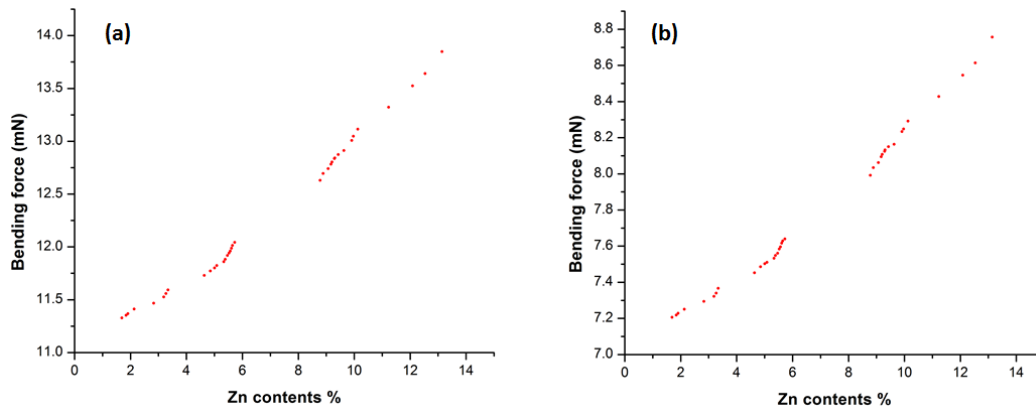 (a)
14.0
13.5
13.0
12.5
12.0
11.5
11.0
Bending force (mN)
0 2 4 6 8 10 12 14
Zn contents %
(b)
8.8
8.6
8.4
8.2
8.0
7.8
7.6
7.4
7.2
7.0
Bending force (mN)
0 2 4 6 8 10 12 14
Zn contents %